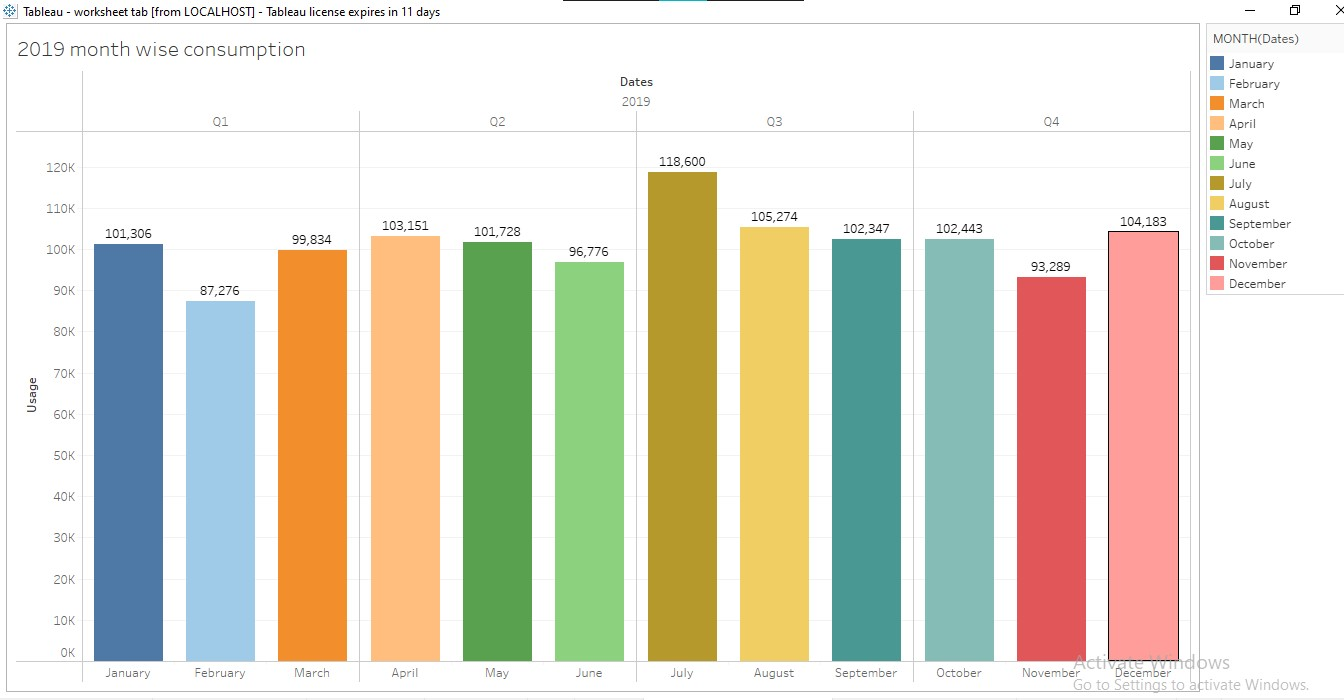 Tableau - worksheet tab [from LOCALHOST] - Tableau license expires in 11 days
2019 month wise consumption
Dates
2019
Q1 Q2 Q3 Q4
Usage
120K
110K
100K
90K
80K
70K
60K
50K
40K
30K
20K
10K
0K
101,306
87,276
99,834
103,151
101,728
96,776
118,600
105,274
102,347
102,443
93,289
104,183
January February March April May June July August September October November December
MONTH(Dates)
January
February
March
April
May
June
July
August
September
October
November
December
Activate Windows
Go to Settings to activate Windows.